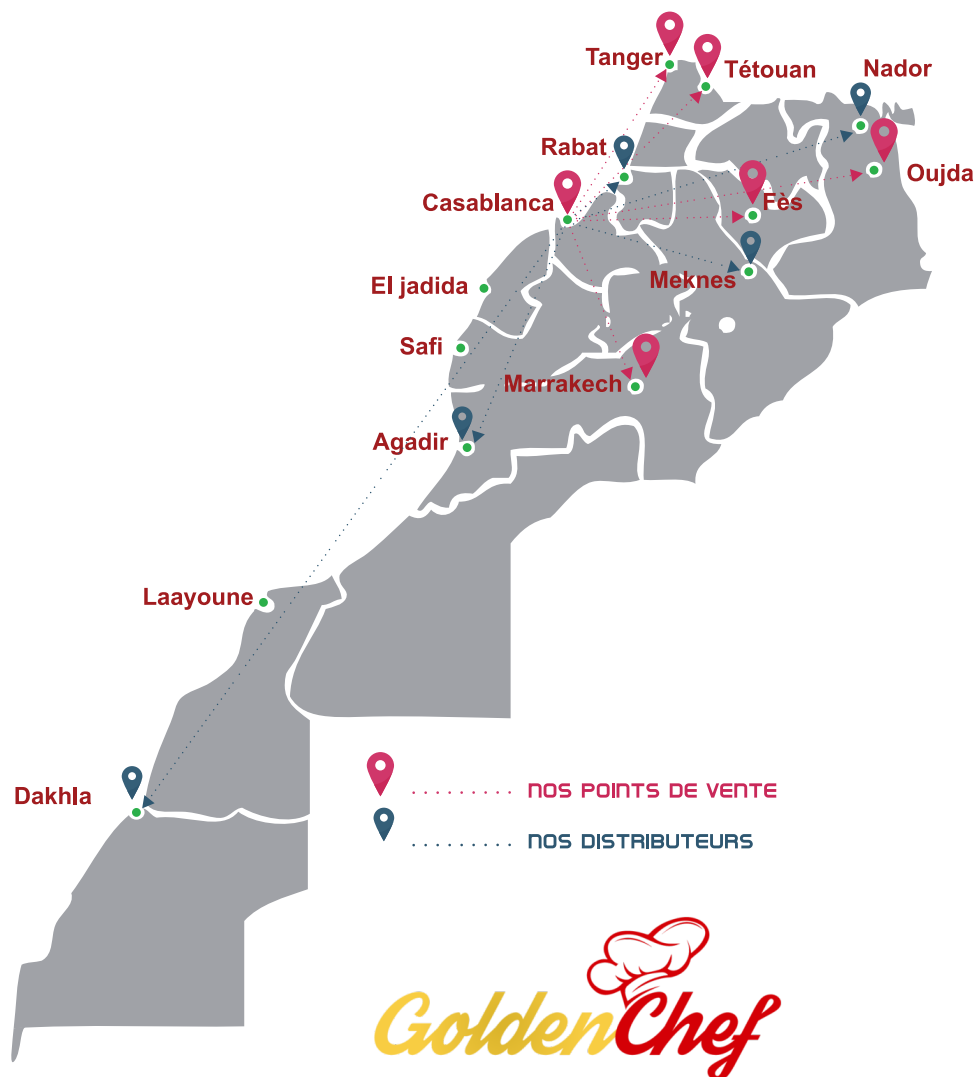 Tanger
Tétouan
Nador
Rabat
Oujda
Casablanca
Fès
El jadida
Meknes
Safi
Marrakech
Agadir
Laayoune
Dakhla
NOS POINTS DE VENTE
NOS DISTRIBUTEURS
GoldenChef